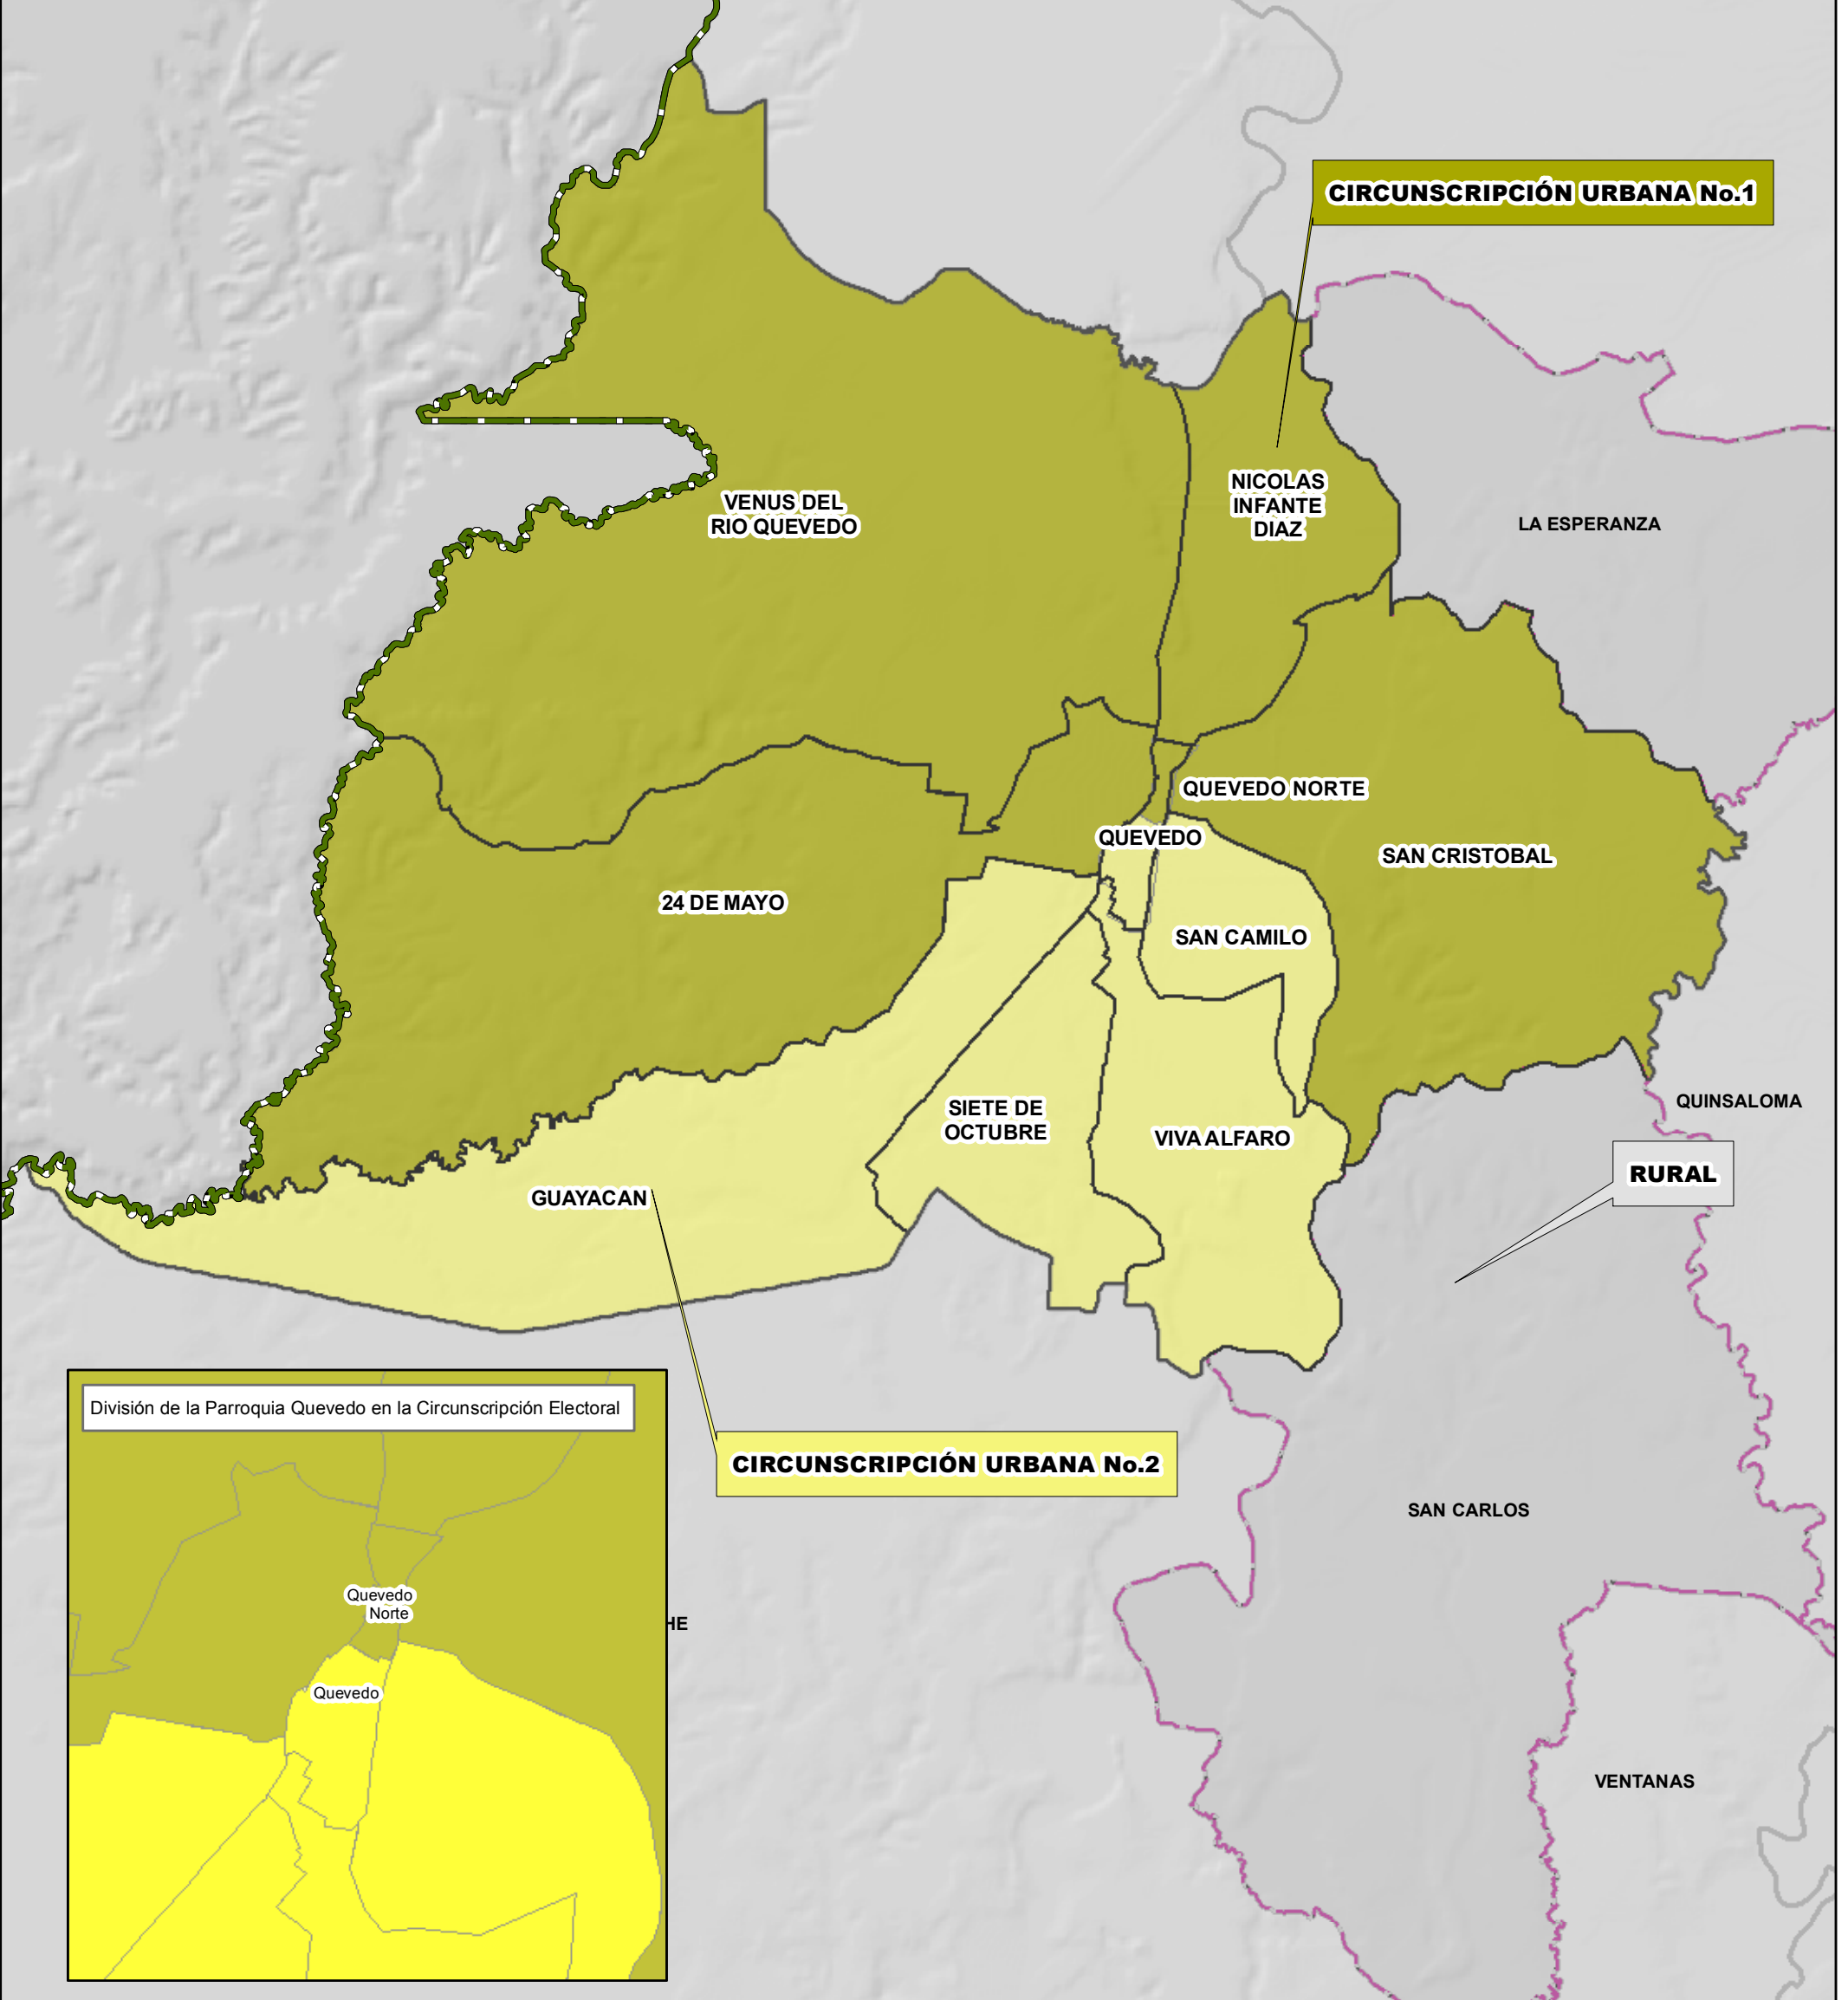 CIRCUNSCRIPCIÓN URBANA No.1
NICOLAS
INFANTE
DIAZ
VENUS DEL
RIO QUEVEDO
LA ESPERANZA
QUEVEDO NORTE
QUEVEDO
SAN CRISTOBAL
24 DE MAYO
SAN CAMILO
QUINSALOMA
SIETE DE
OCTUBRE
VIVA ALFARO
RURAL
GUAYACAN
División de la Parroquia Quevedo en la Circunscripción Electoral
CIRCUNSCRIPCIÓN URBANA No.2
SAN CARLOS
Quevedo
Norte
HE
Quevedo
VENTANAS